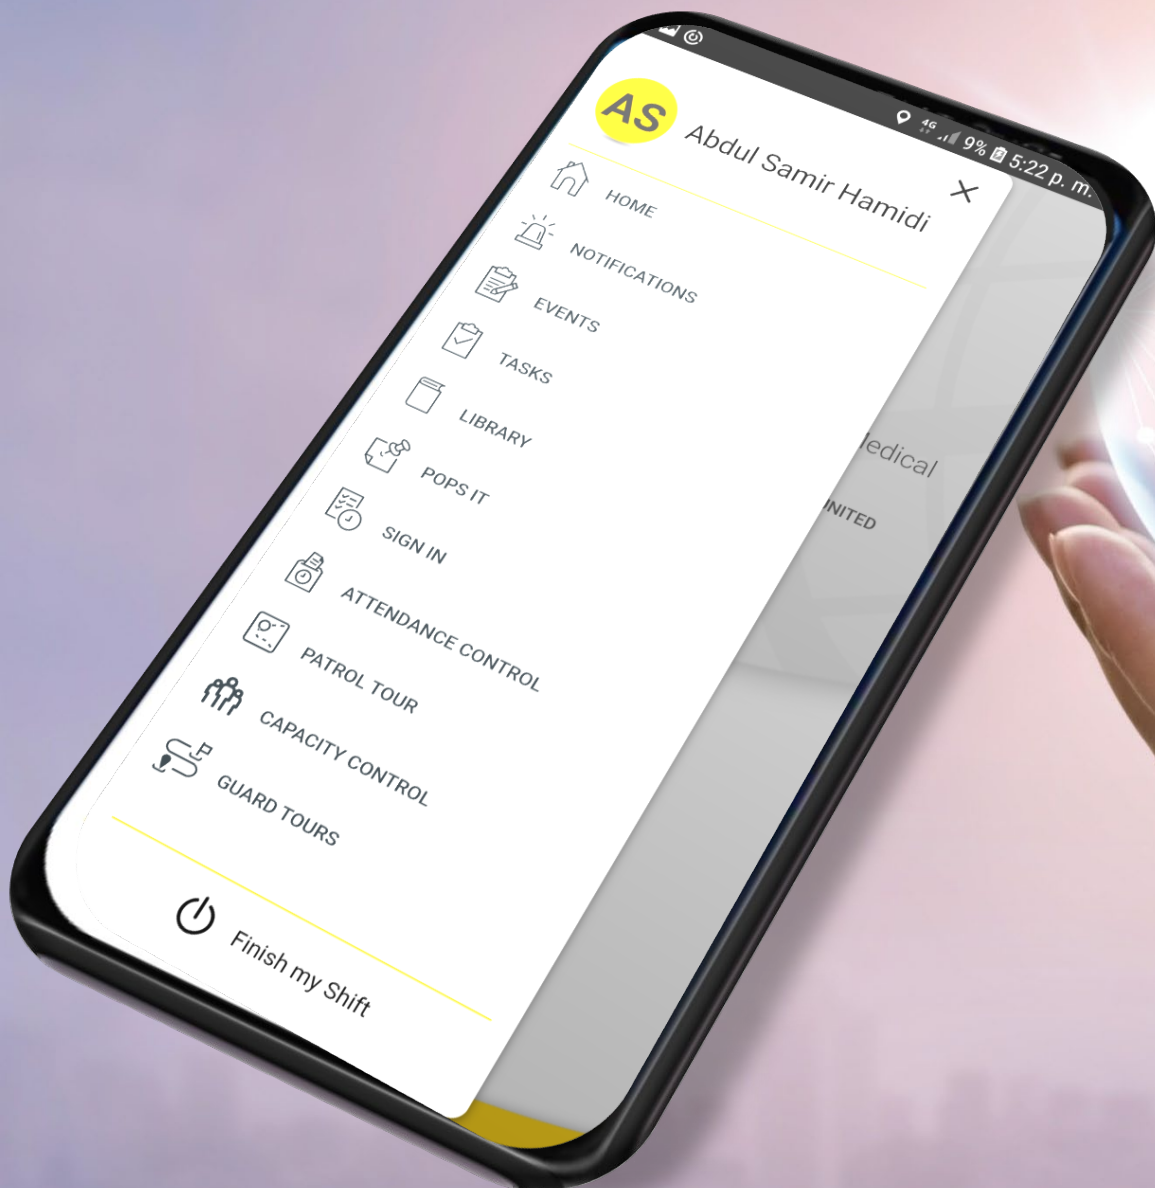 4G 9% 5:22 p. m.
AS
Abdul Samir Hamidi
HOME
NOTIFICATIONS
EVENTS
TASKS
LIBRARY
POPS IT
SIGN IN
ATTENDANCE CONTROL
PATROL TOUR
CAPACITY CONTROL
GUARD TOURS
Finish my Shift